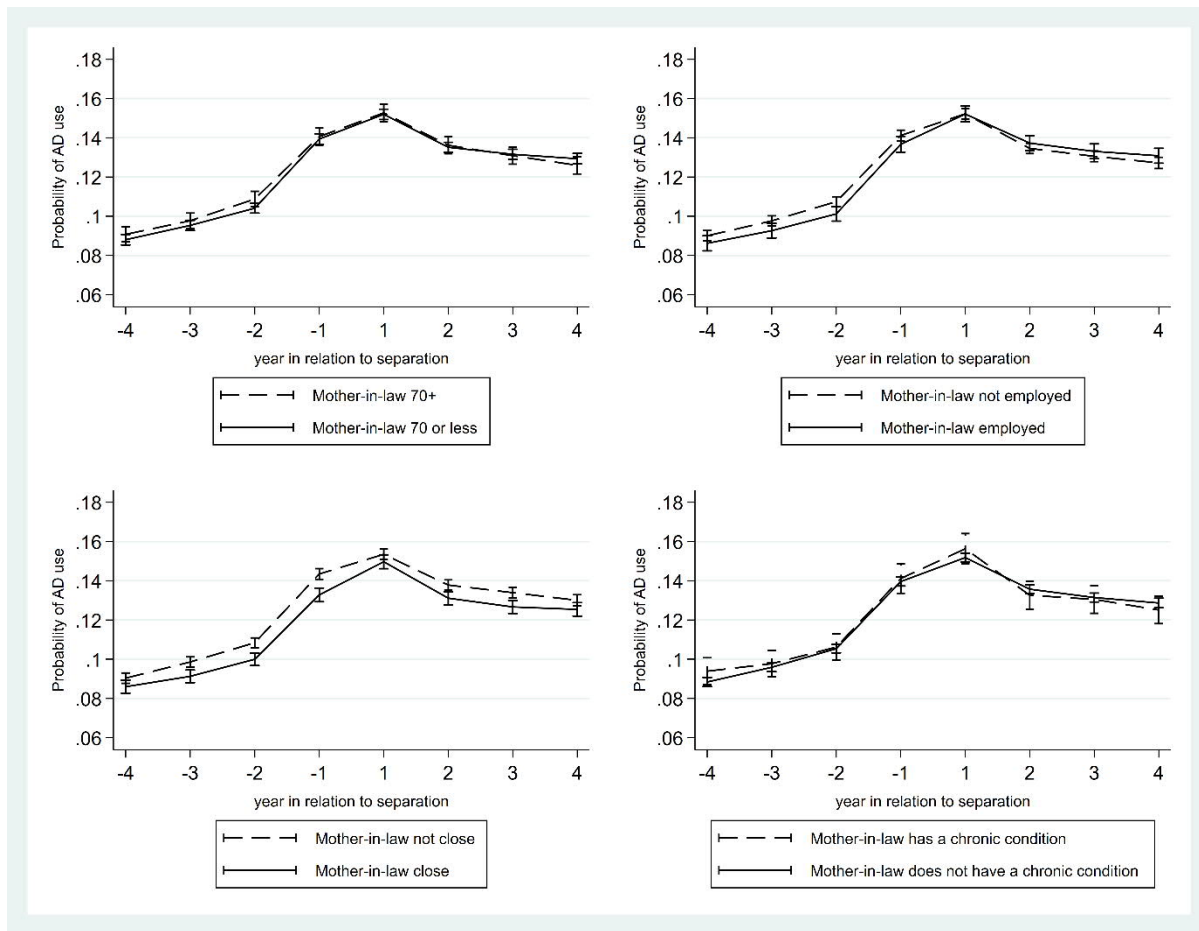 .18
.16
.14
.12
.1
.08
.06
Probability of AD use
-4 -3 -2 -1 1 2 3 4
year in relation to separation
Mother-in-law 70+
Mother-in-law 70 or less
.18
.16
.14
.12
.1
.08
.06
Probability of AD use
-4 -3 -2 -1 1 2 3 4
year in relation to separation
Mother-in-law not employed
Mother-in-law employed
.18
.16
.14
.12
.1
.08
.06
Probability of AD use
-4 -3 -2 -1 1 2 3 4
year in relation to separation
Mother-in-law not close
Mother-in-law close
.18
.16
.14
.12
.1
.08
.06
Probability of AD use
-4 -3 -2 -1 1 2 3 4
year in relation to separation
Mother-in-law has a chronic condition
Mother-in-law does not have a chronic condition